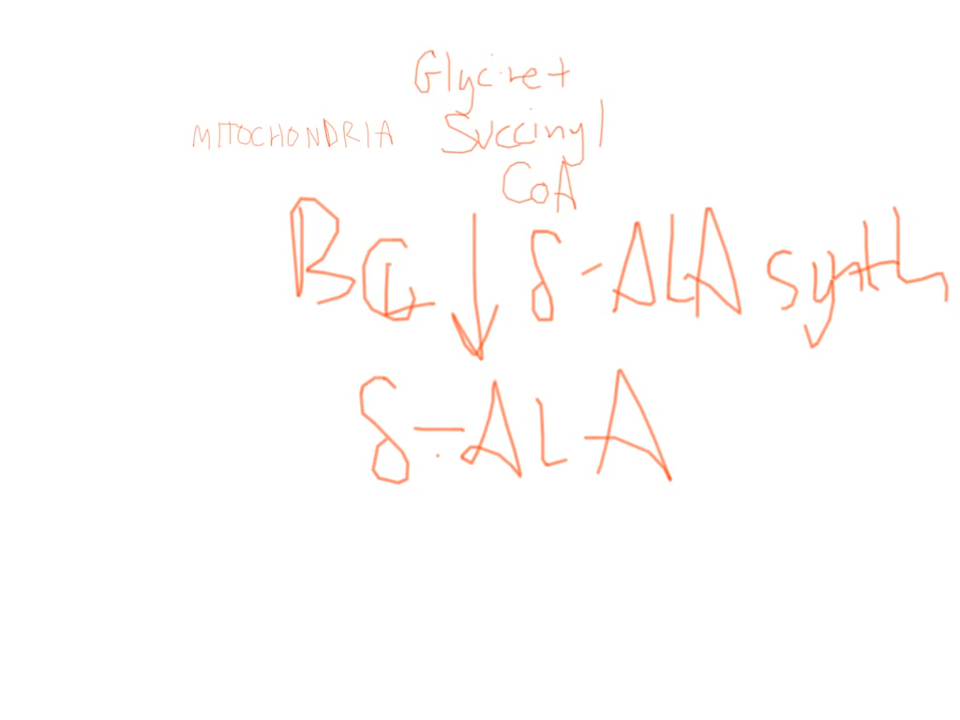 Glycine +
MITOCHONDRIA Succinyl
CoA
B6 δ-ALA synth
δ-ALA